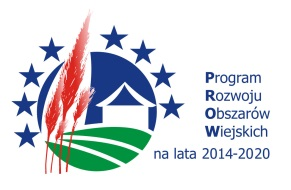 Program
Rozwoju
Obszarów
Wiejskich
na lata 2014-2020